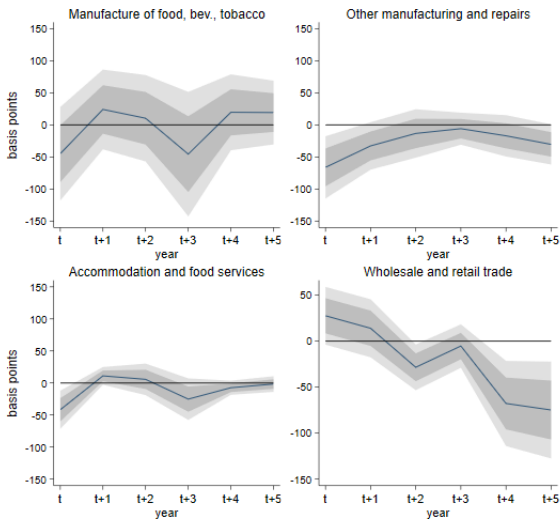 Manufacture of food, bev., tobacco
150
100
50
0
-50
-100
-150
basis points
t t+1 t+2 t+3 t+4 t+5
year
Other manufacturing and repairs
150
100
50
0
-50
-100
-150
t t+1 t+2 t+3 t+4 t+5
year
Accommodation and food services
150
100
50
0
-50
-100
-150
basis points
t t+1 t+2 t+3 t+4 t+5
year
Wholesale and retail trade
50
0
-50
-100
-150
t t+1 t+2 t+3 t+4 t+5
year